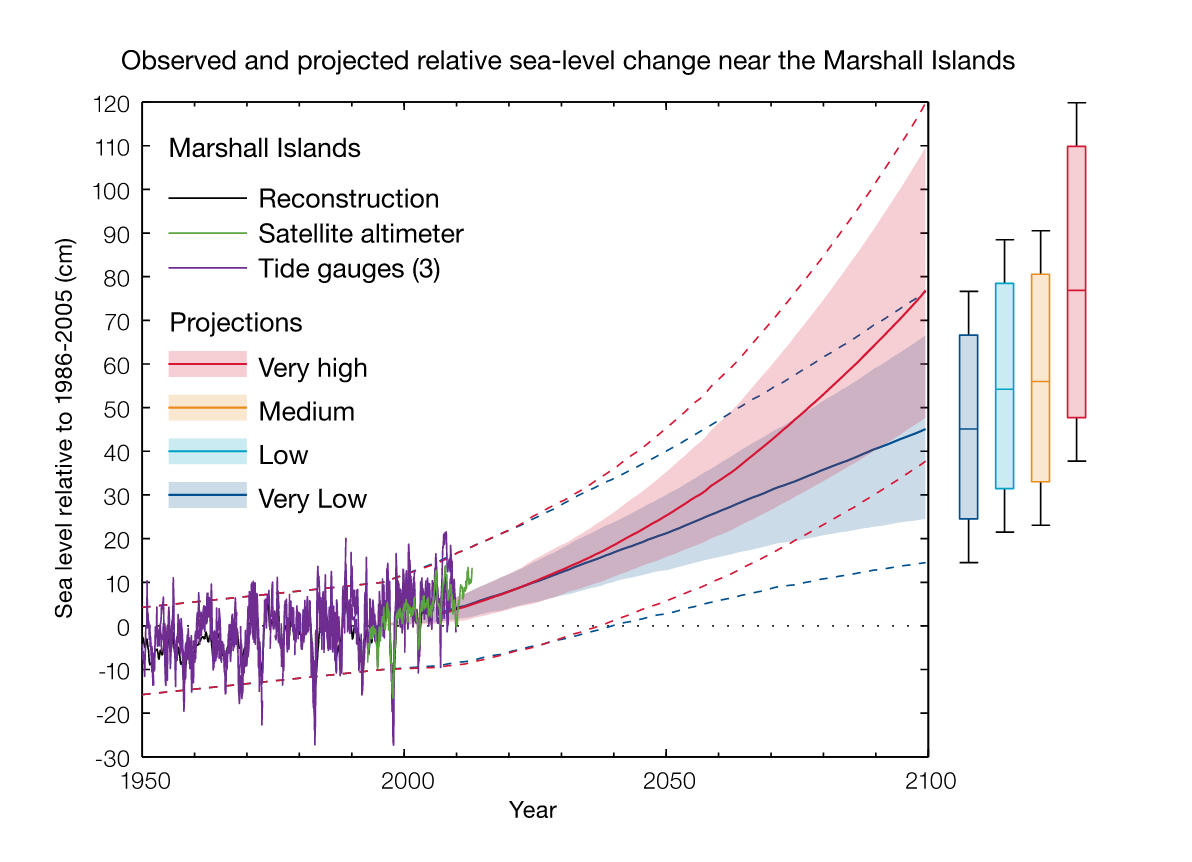 Observed and projected relative sea-level change near the Marshall Islands
120
110
100
90
80
70
60
50
40
30
20
10
0
-10
-20
-30
Sea level relative to 1986-2005 (cm)
Marshall Islands
Reconstruction
Satellite altimeter
Tide gauges (3)
Projections
Very high
Medium
Low
Very Low
1950
2000
2050
2100
Year